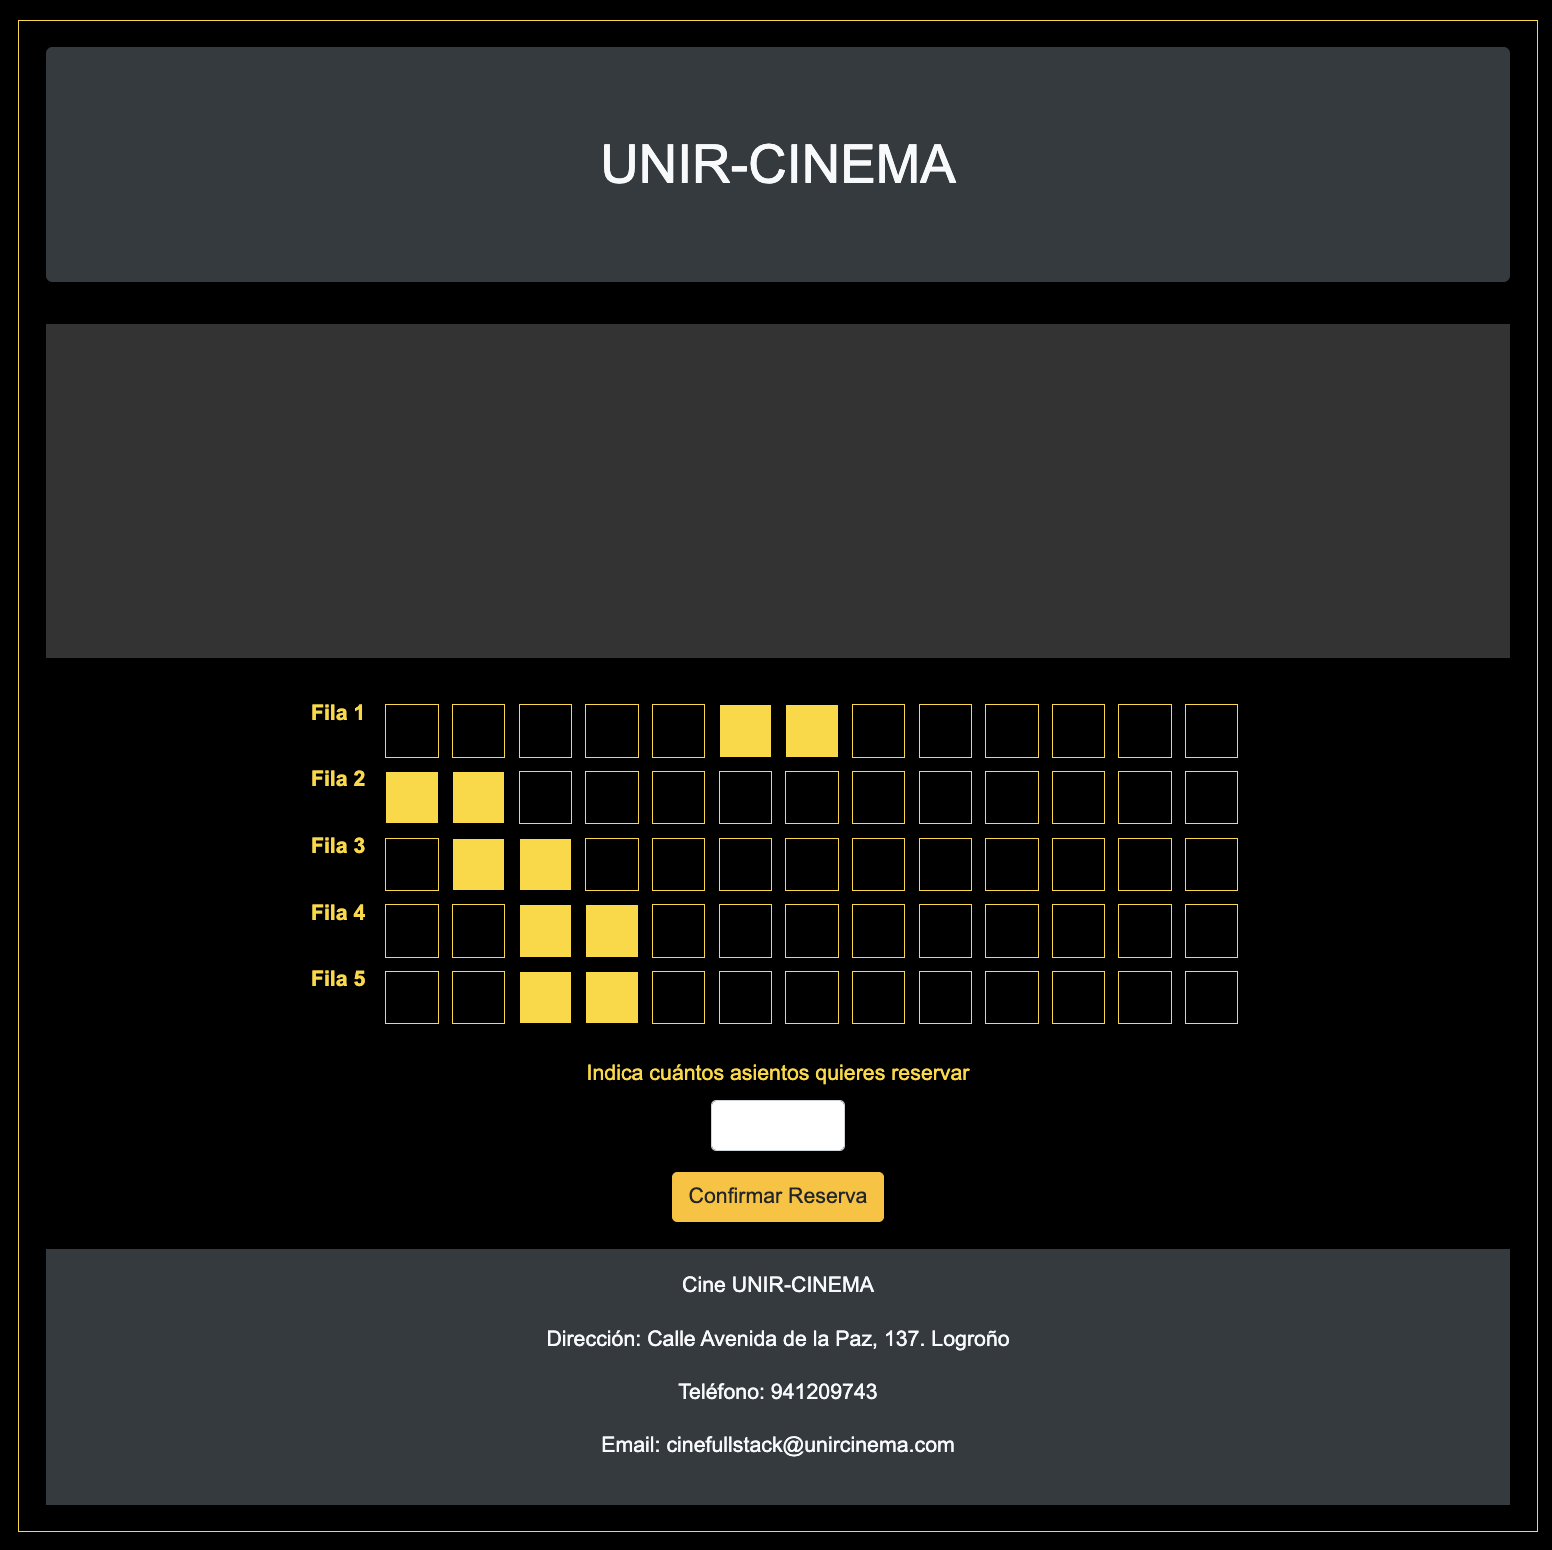 UNIR-CINEMA
Fila 1
Fila 2
Fila 3
Fila 4
Fila 5
Indica cuántos asientos quieres reservar
Confirmar Reserva
Cine UNIR-CINEMA
Dirección: Calle Avenida de la Paz, 137. Logroño
Teléfono: 941209743
Email: cinefullstack@unircinema.com